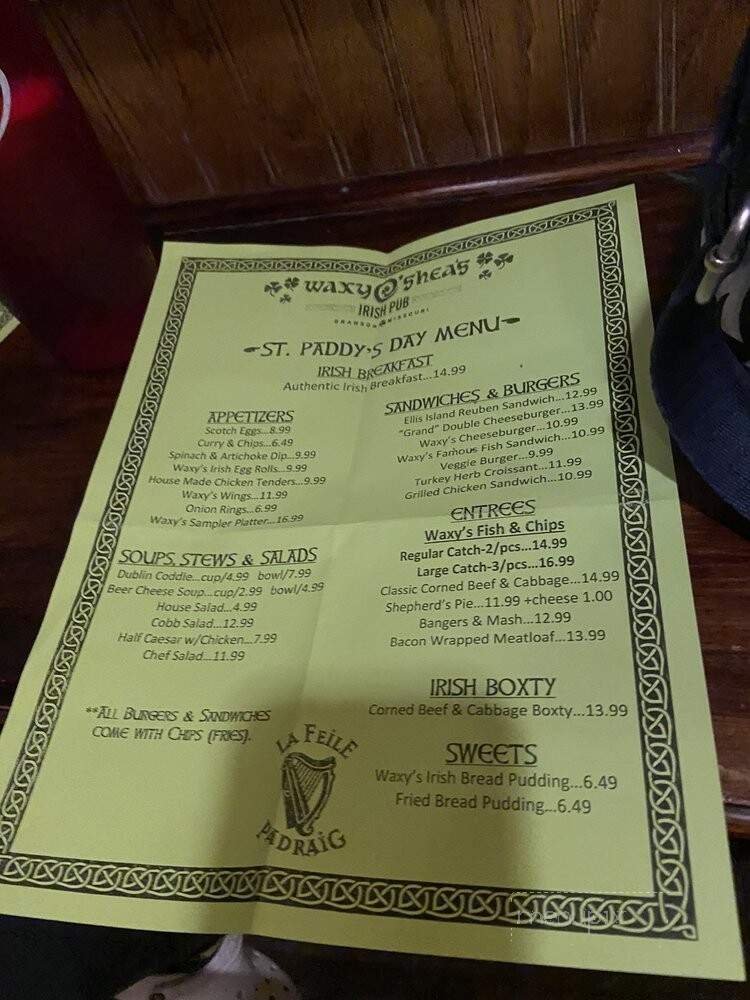 WAXY O'SHEA'S
IRISH PUB
BRANSON MISSOURI
ST. PADDY'S DAY MENU
IRISH BREAKFAST
Authentic Irish Breakfast...14.99
APPETIZERS
Scotch Eggs...8.99
Curry & Chips...6.49
Spinach & Artichoke Dip...9.99
Waxy's Irish Egg Rolls...9.99
House Made Chicken Tenders...9.99
Waxy's Wings...11.99
Onion Rings...6.99
Waxy's Sampler Platter...16.99
SOUPS, STEWS & SALADS
Dublin Coddie...cup/4.99 bowl/7.99
Beer Cheese Soup...cup/2.99 bowl/4.99
House Salad...4.99
Cobb Salad...12.99
Half Caesar w/Chicken...7.99
Chef Salad...11.99
**ALL BURGERS & SANDWICHES
COME WITH CHIPS (FRIES).
SANDWICHES & BURGERS
Ellis Island Reuben Sandwich...12.99
"Grand" Double Cheeseburger...13.99
Waxy's Cheeseburger...10.99
Waxy's Famous Fish Sandwich...10.99
Veggie Burger...9.99
Turkey Herb Croissant...11.99
Grilled Chicken Sandwich...10.99
ENTREES
Waxy's Fish & Chips
Regular Catch-2/pcs...14.99
Large Catch-3/pcs...16.99
Classic Corned Beef & Cabbage...14.99
Shepherd's Pie...11.99 +cheese 1.00
Bangers & Mash...12.99
Bacon Wrapped Meatloaf...13.99
IRISH BOXTY
Corned Beef & Cabbage Boxty...13.99
SWEETS
Waxy's Irish Bread Pudding...6.49
Fried Bread Pudding...6.49
LA FEILE
PADRAIG